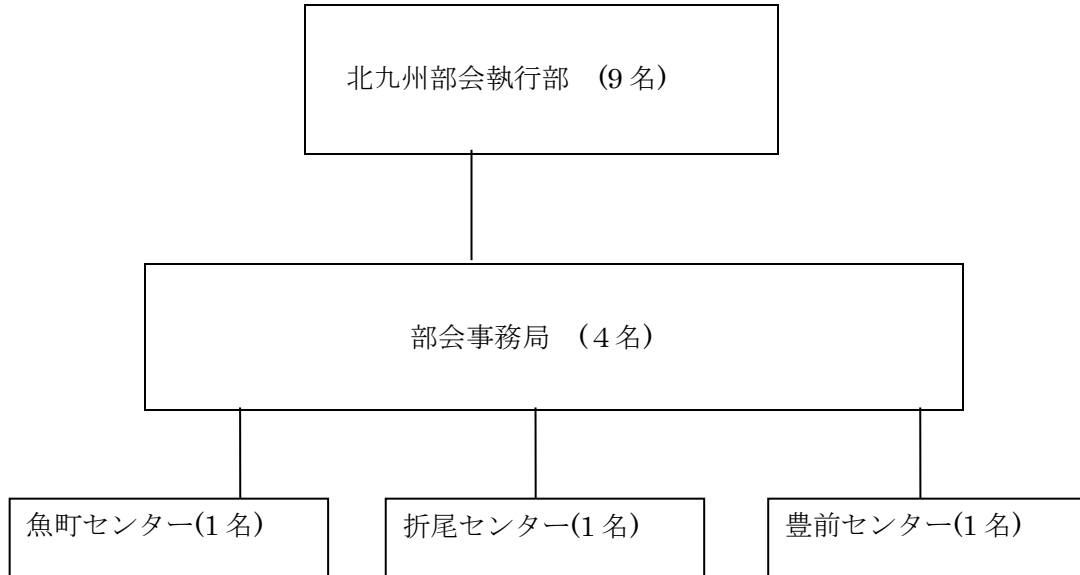 北九州部会執行部　(9 名)
部会事務局　(４名)
魚町センター(1 名)
折尾センター(1 名)
豊前センター(1 名)